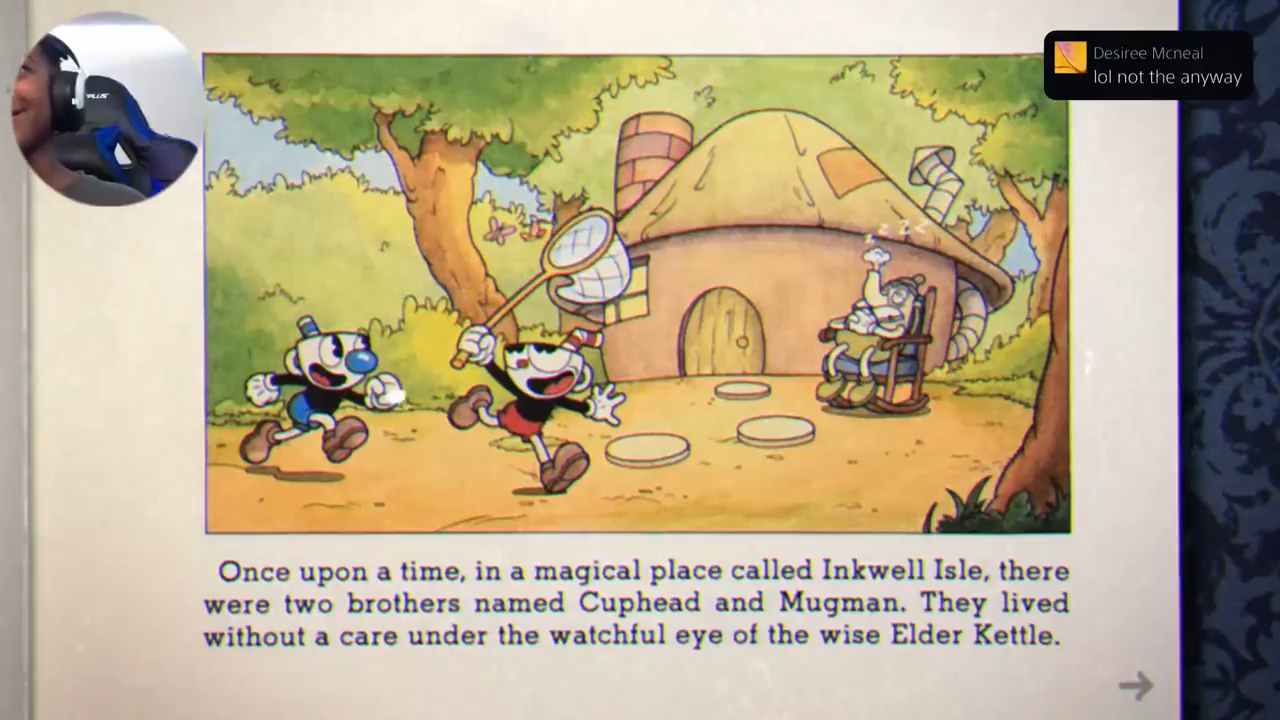 Desiree Mcneal
lol not the anyway
PLUS
z z z z
Once upon a time, in a magical place called Inkwell Isle, there
were two brothers named Cuphead and Mugman. They lived
without a care under the watchful eye of the wise Elder Kettle.